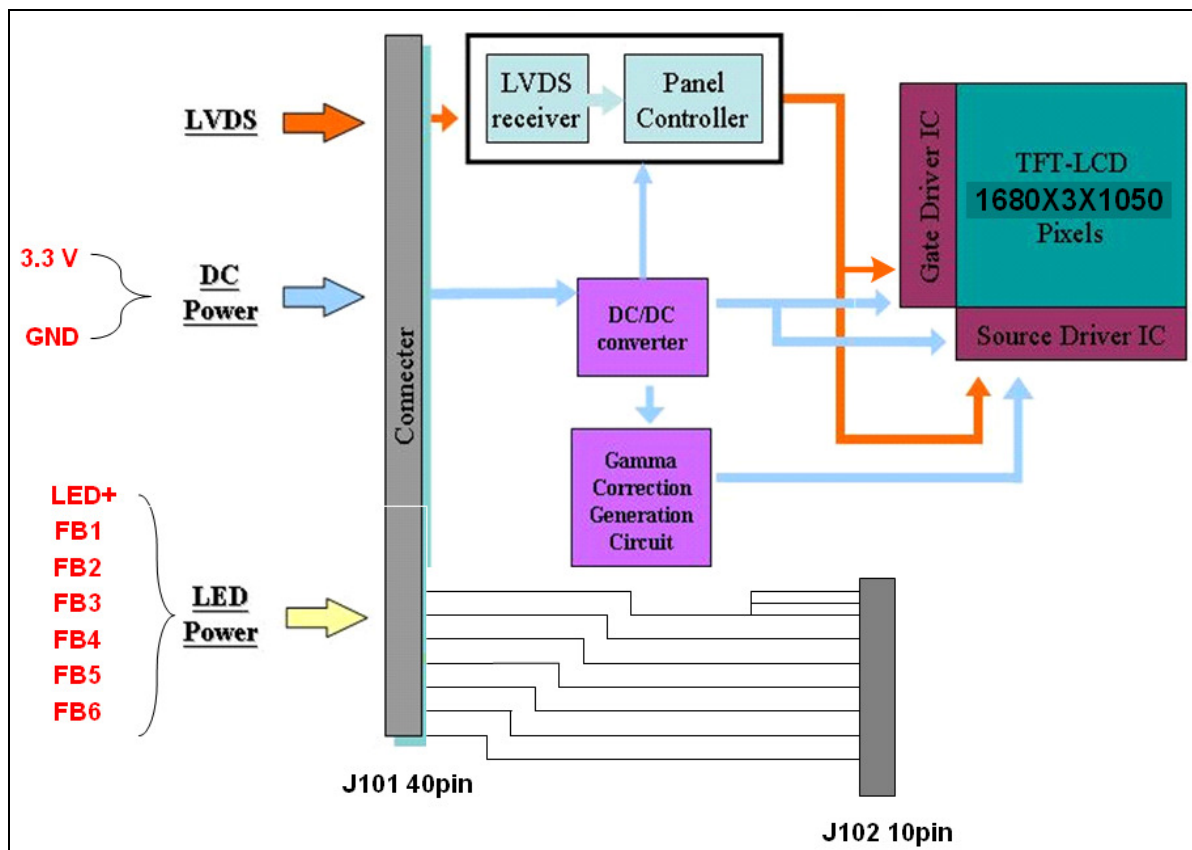 LVDS
LVDS
receiver
Panel
Controller
Gate Driver IC
TFT-LCD
1680X3X1050
Pixels
Source Driver IC
3.3 V
GND
DC
Power
Connecter
DC/DC
converter
Gamma
Correction
Generation
Circuit
LED+
FB1
FB2
FB3
FB4
FB5
FB6
LED
Power
J101 40pin
J102 10pin